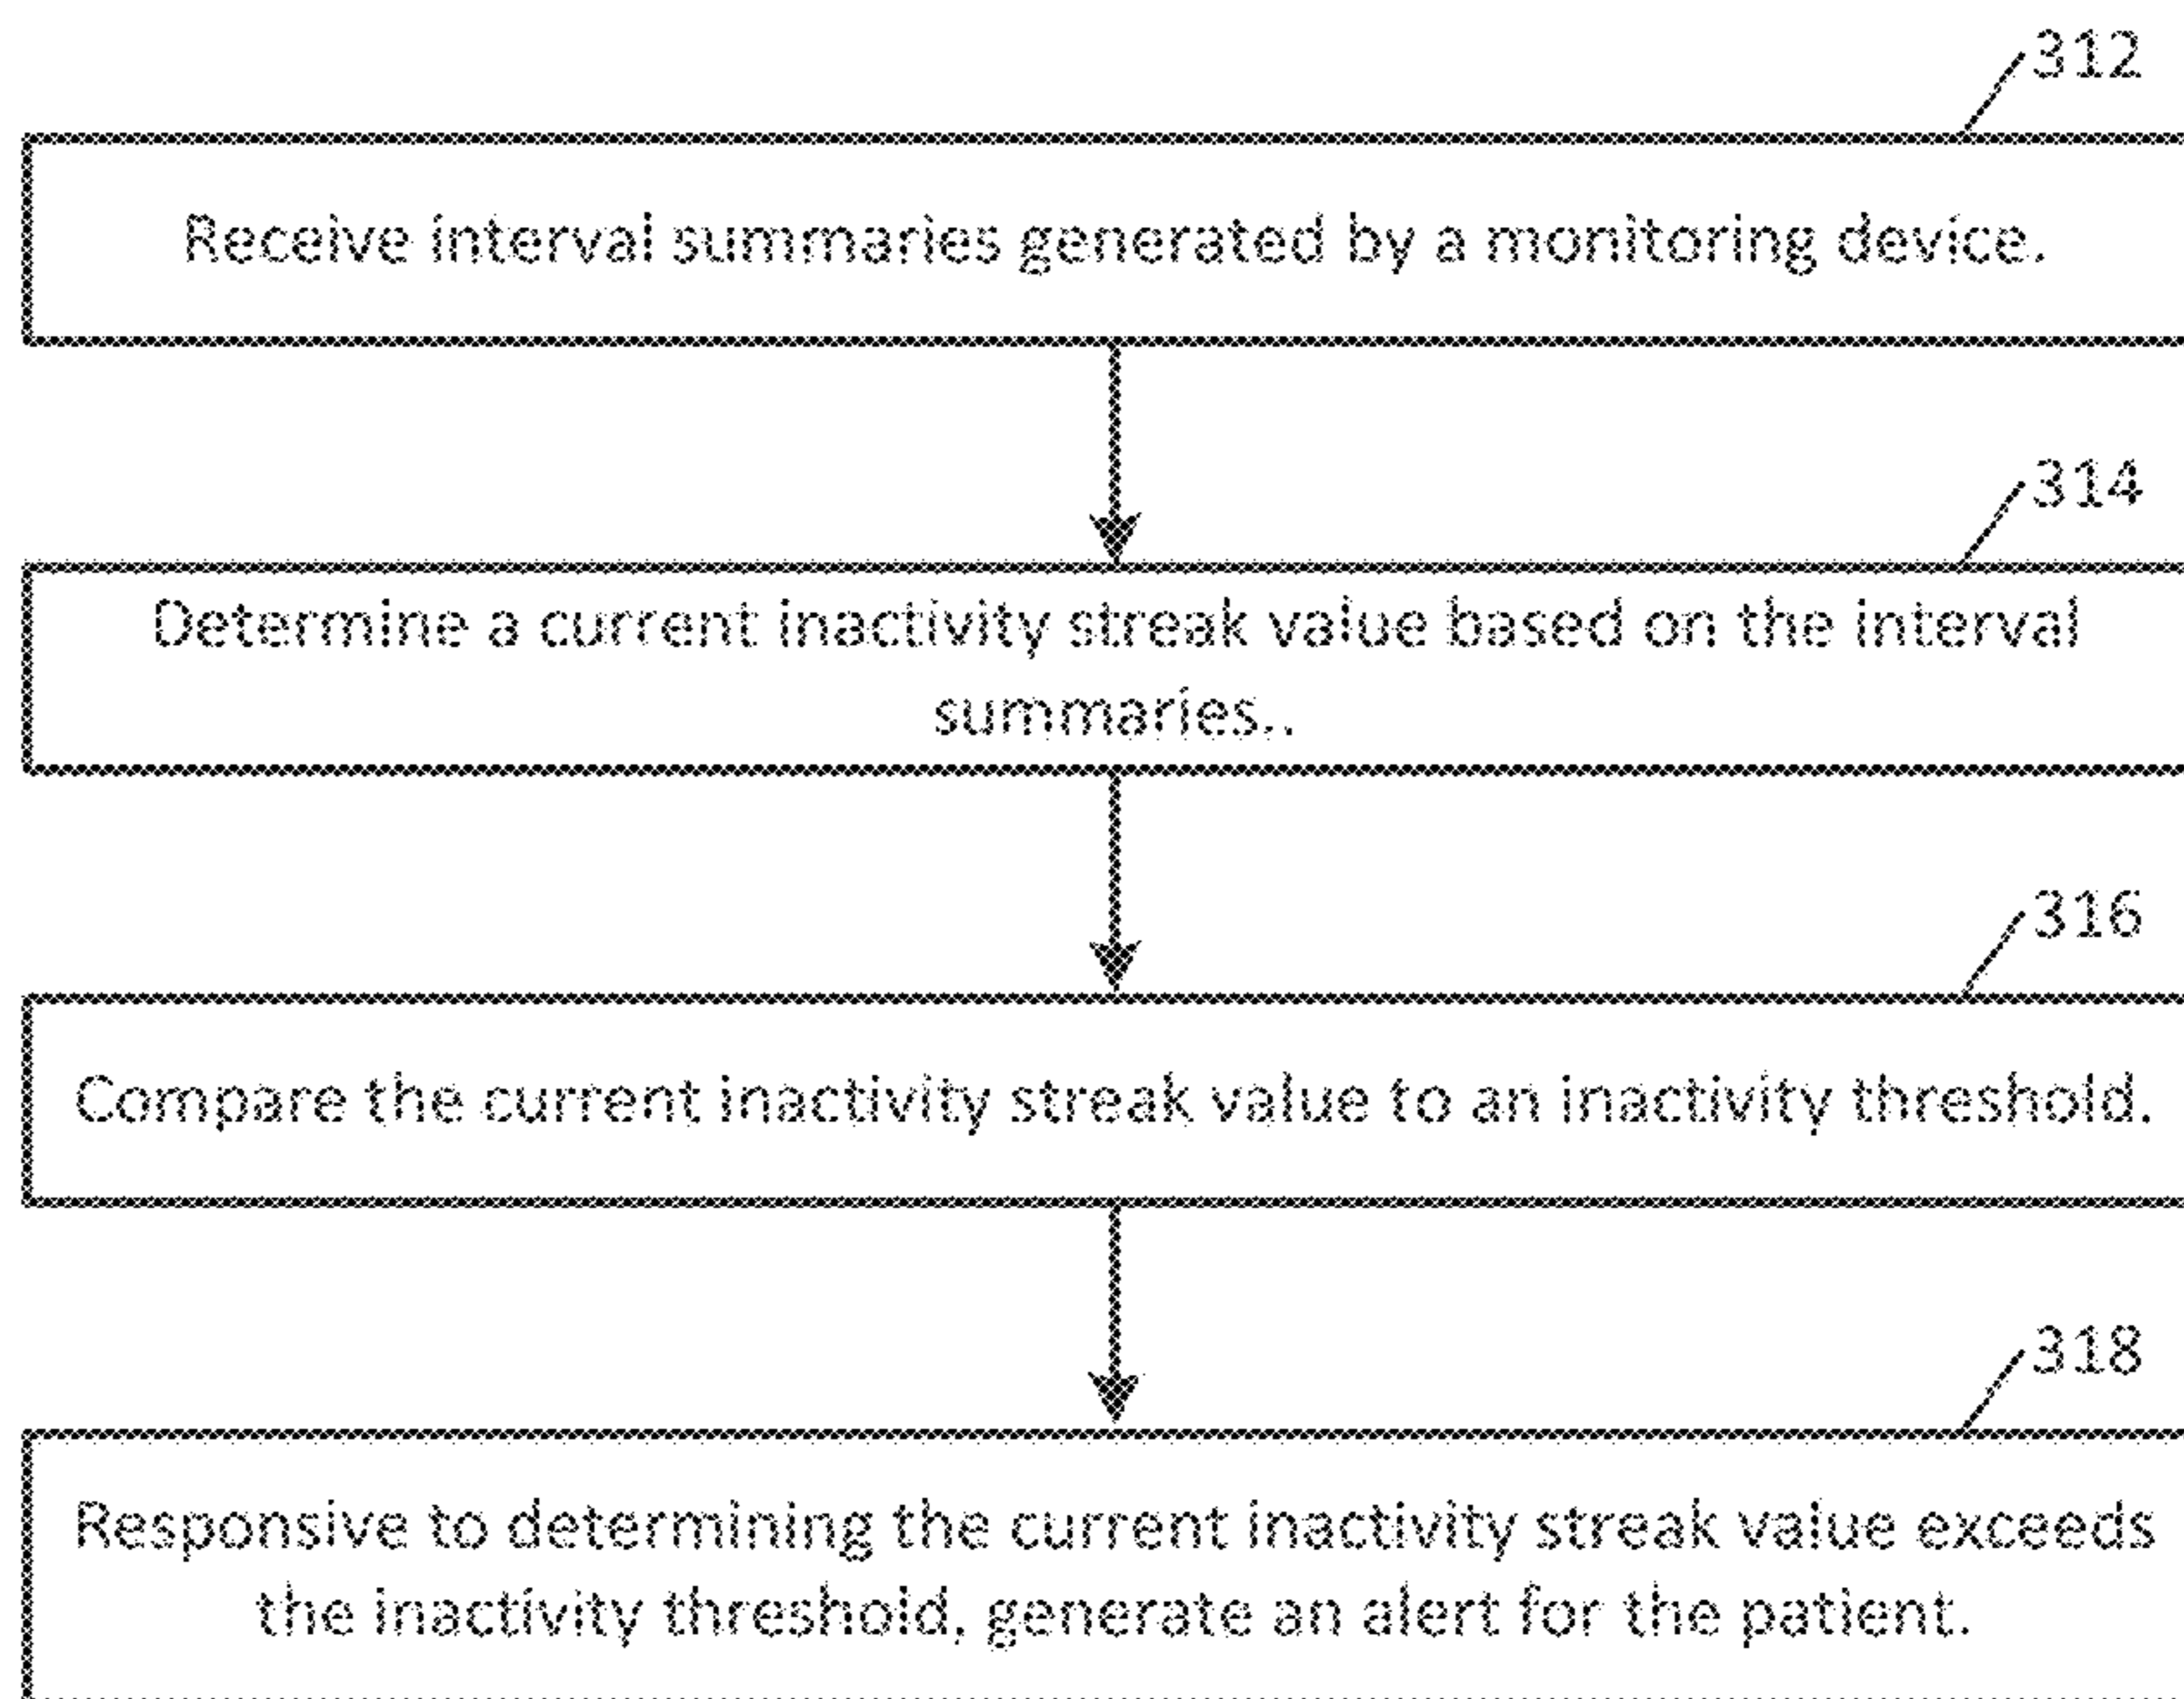 312
Receive interval summaries generated by a monitoring device.
314
Determine a current inactivity streak value based on the interval
summaries..
316
Compare the current inactivity streak value to an inactivity threshold.
318
Responsive to determining the current inactivity streak value exceeds
the inactivity threshold, generate an alert for the patient.